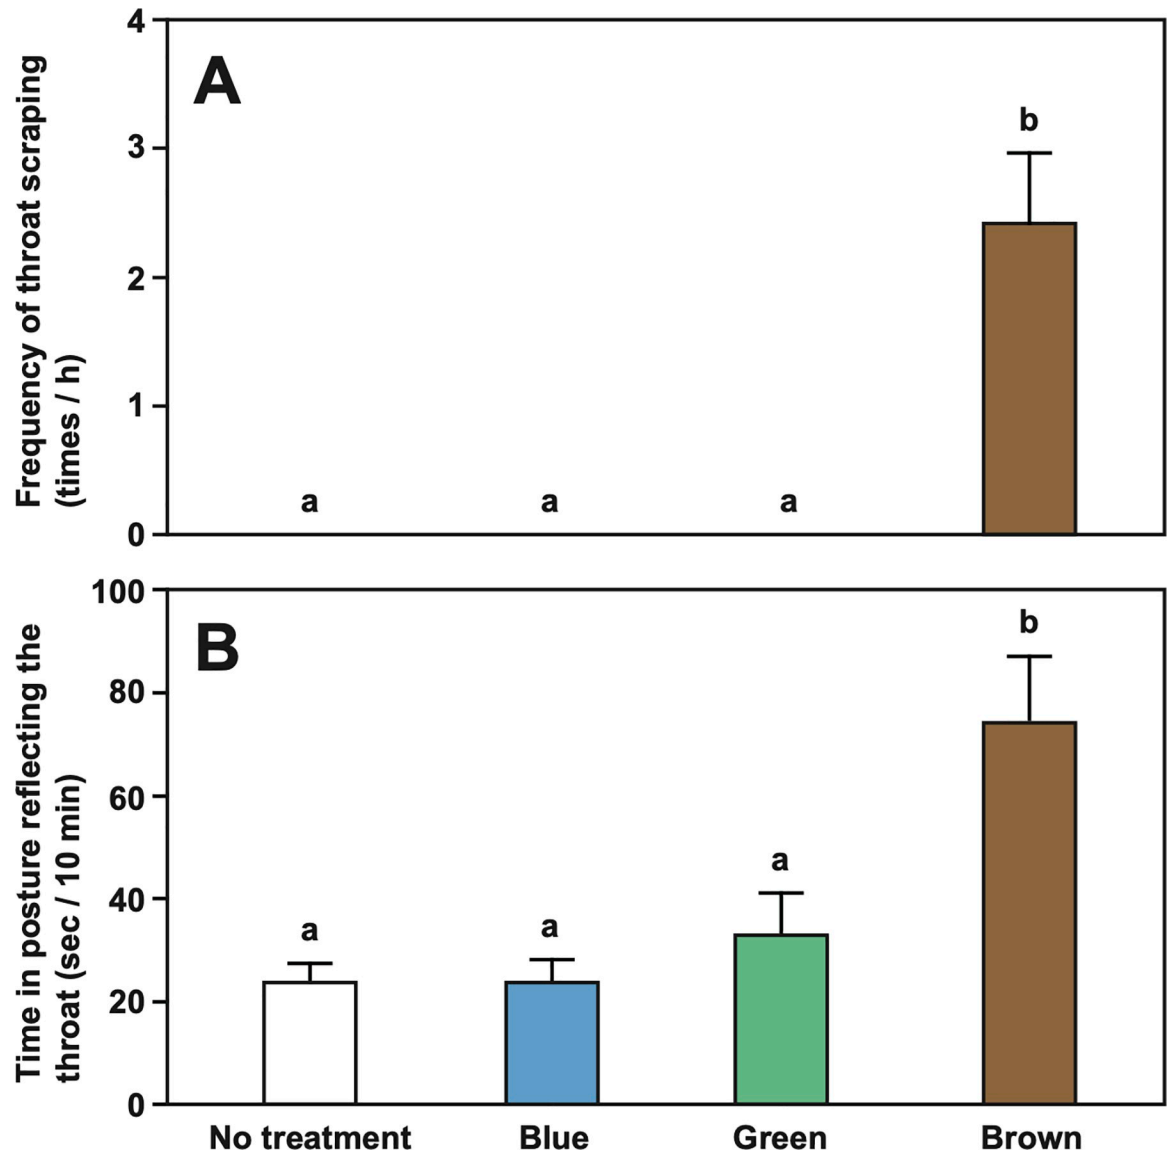 4
A
b
3
Frequency of throat scraping
(times / h)
2
1
a a a
0
100
B
b
80
Time in posture reflecting the
throat (sec / 10 min)
60
a
40
a a
20
0
No treatment Blue Green Brown